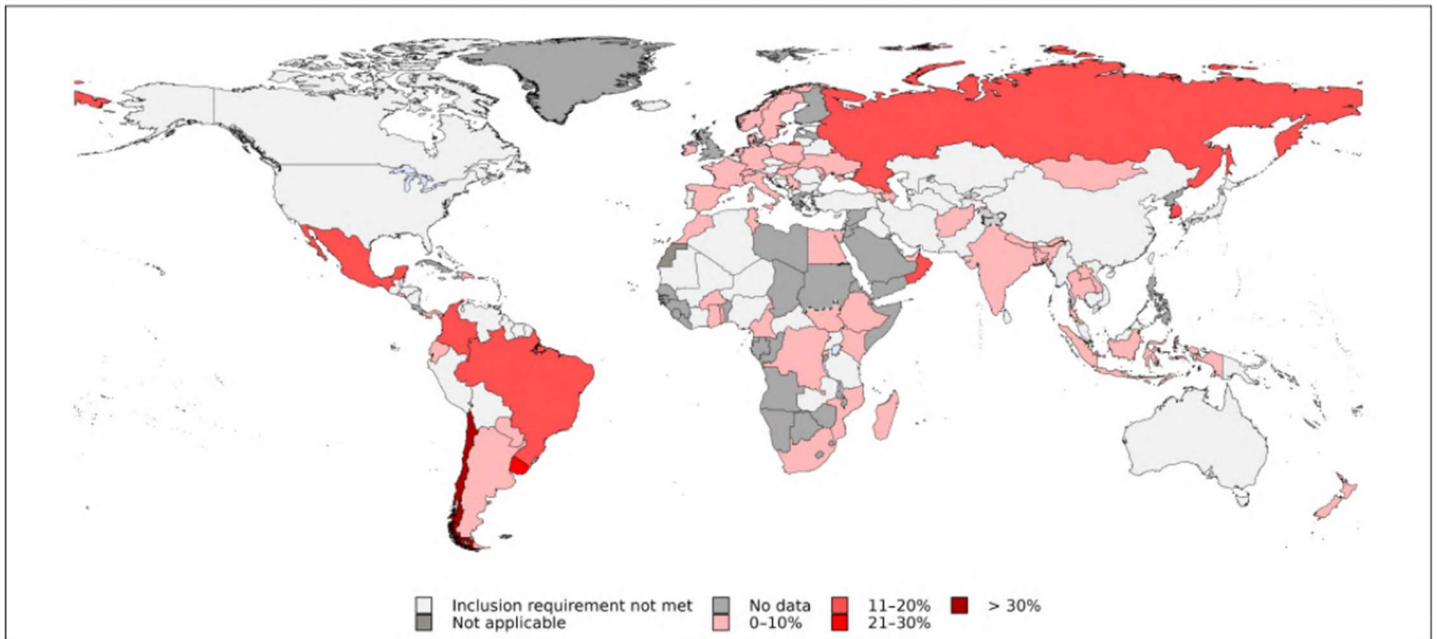 Inclusion requirement not met No data 11–20% > 30%
Not applicable 0–10% 21–30%